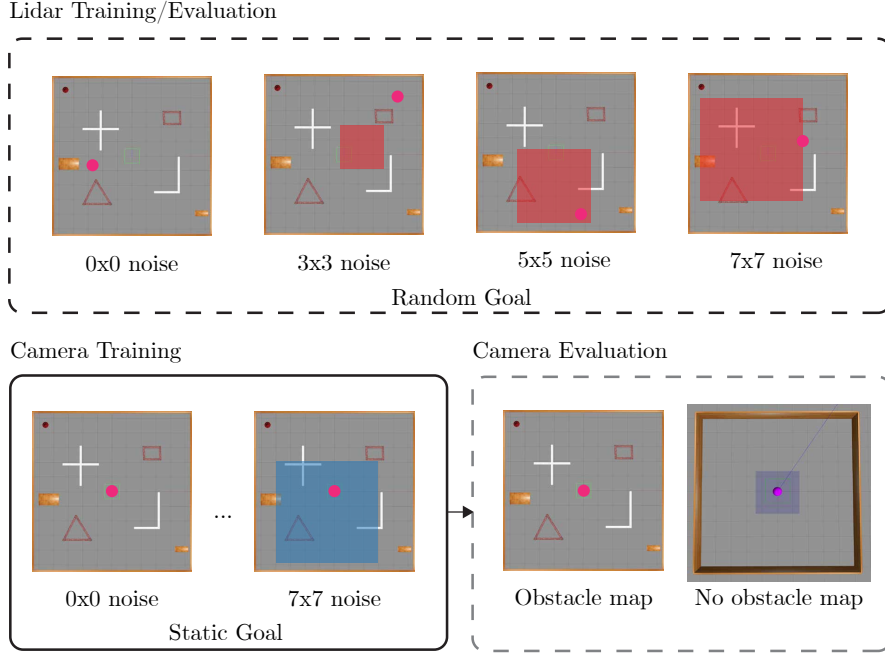 Lidar Training/Evaluation
0x0 noise
3x3 noise
5x5 noise
7x7 noise
Random Goal
Camera Training
0x0 noise
...
7x7 noise
Static Goal
Camera Evaluation
Obstacle map
No obstacle map